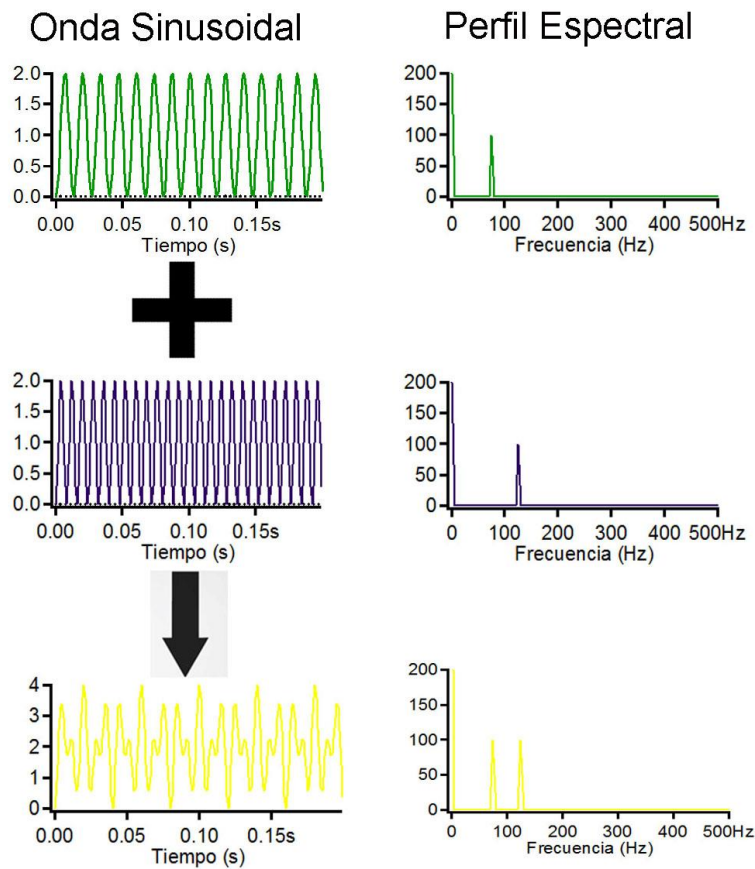 Onda Sinusoidal
Perfil Espectral
2.0
1.5
1.0
0.5
0.0
0.00 0.05 0.10 0.15s
Tiempo (s)
200
150
100
50
0
0 100 200 300 400 500Hz
Frecuencia (Hz)
2.0
1.5
1.0
0.5
0.0
0.00 0.05 0.10 0.15s
Tiempo (s)
200
150
100
50
0
0 100 200 300 400 500Hz
Frecuencia (Hz)
4
3
2
1
0
0.00 0.05 0.10 0.15s
Tiempo (s)
200
150
100
50
0
0 100 200 300 400 500Hz
Frecuencia (Hz)